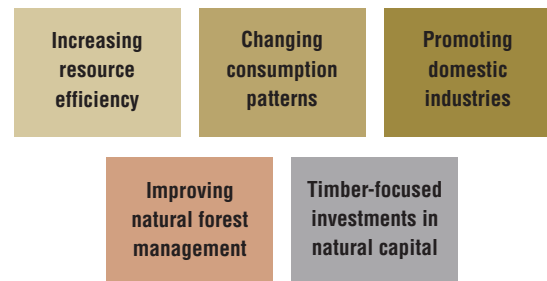 Increasing
resource
efficiency
Changing
consumption
patterns
Promoting
domestic
industries
Improving
natural forest
management
Timber-focused
investments in
natural capital